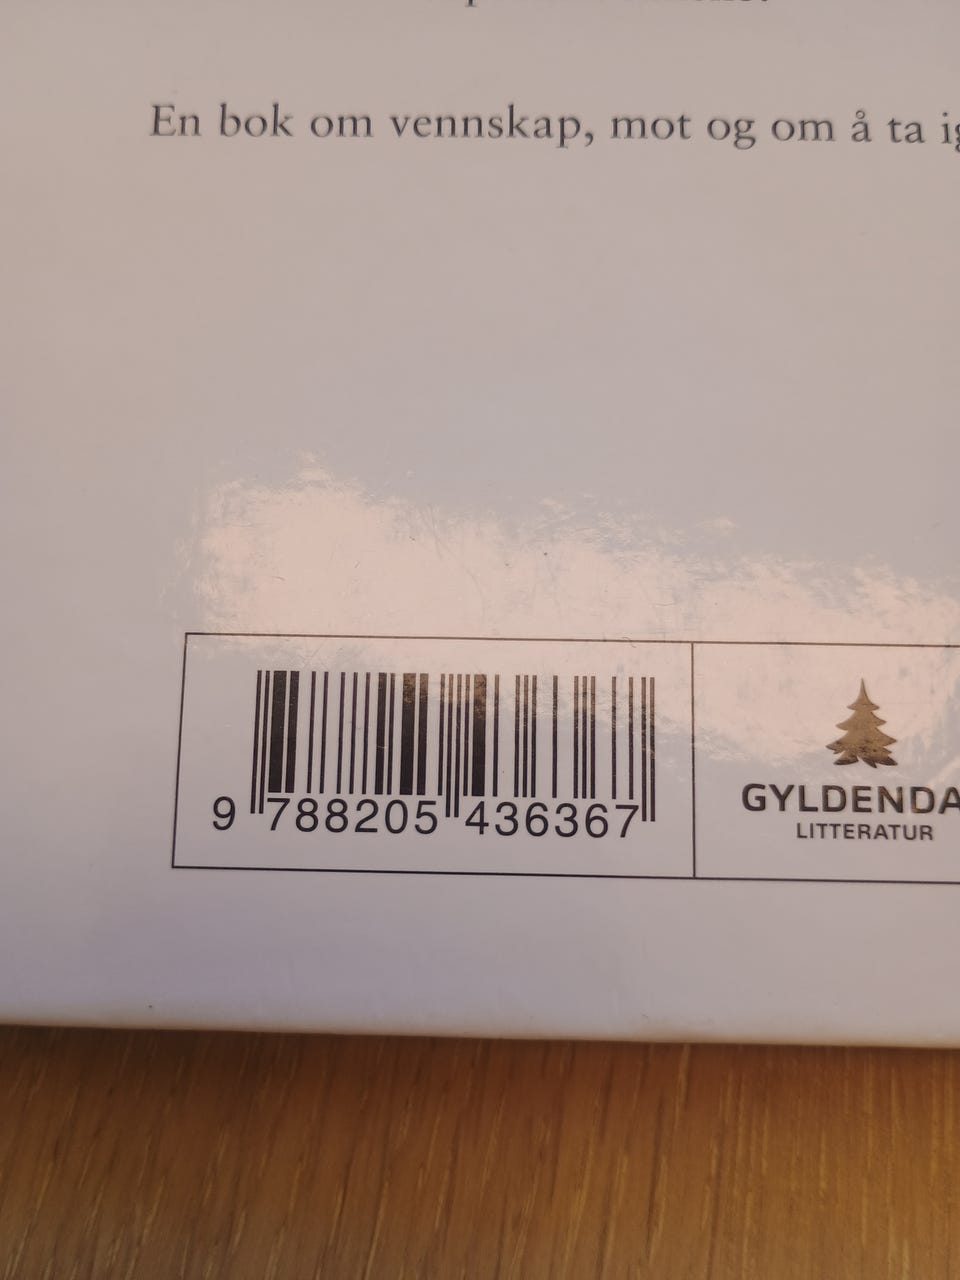 En bok om vennskap, mot og om å ta
9 788205 436367
GYLDENDA
LITTERATUR